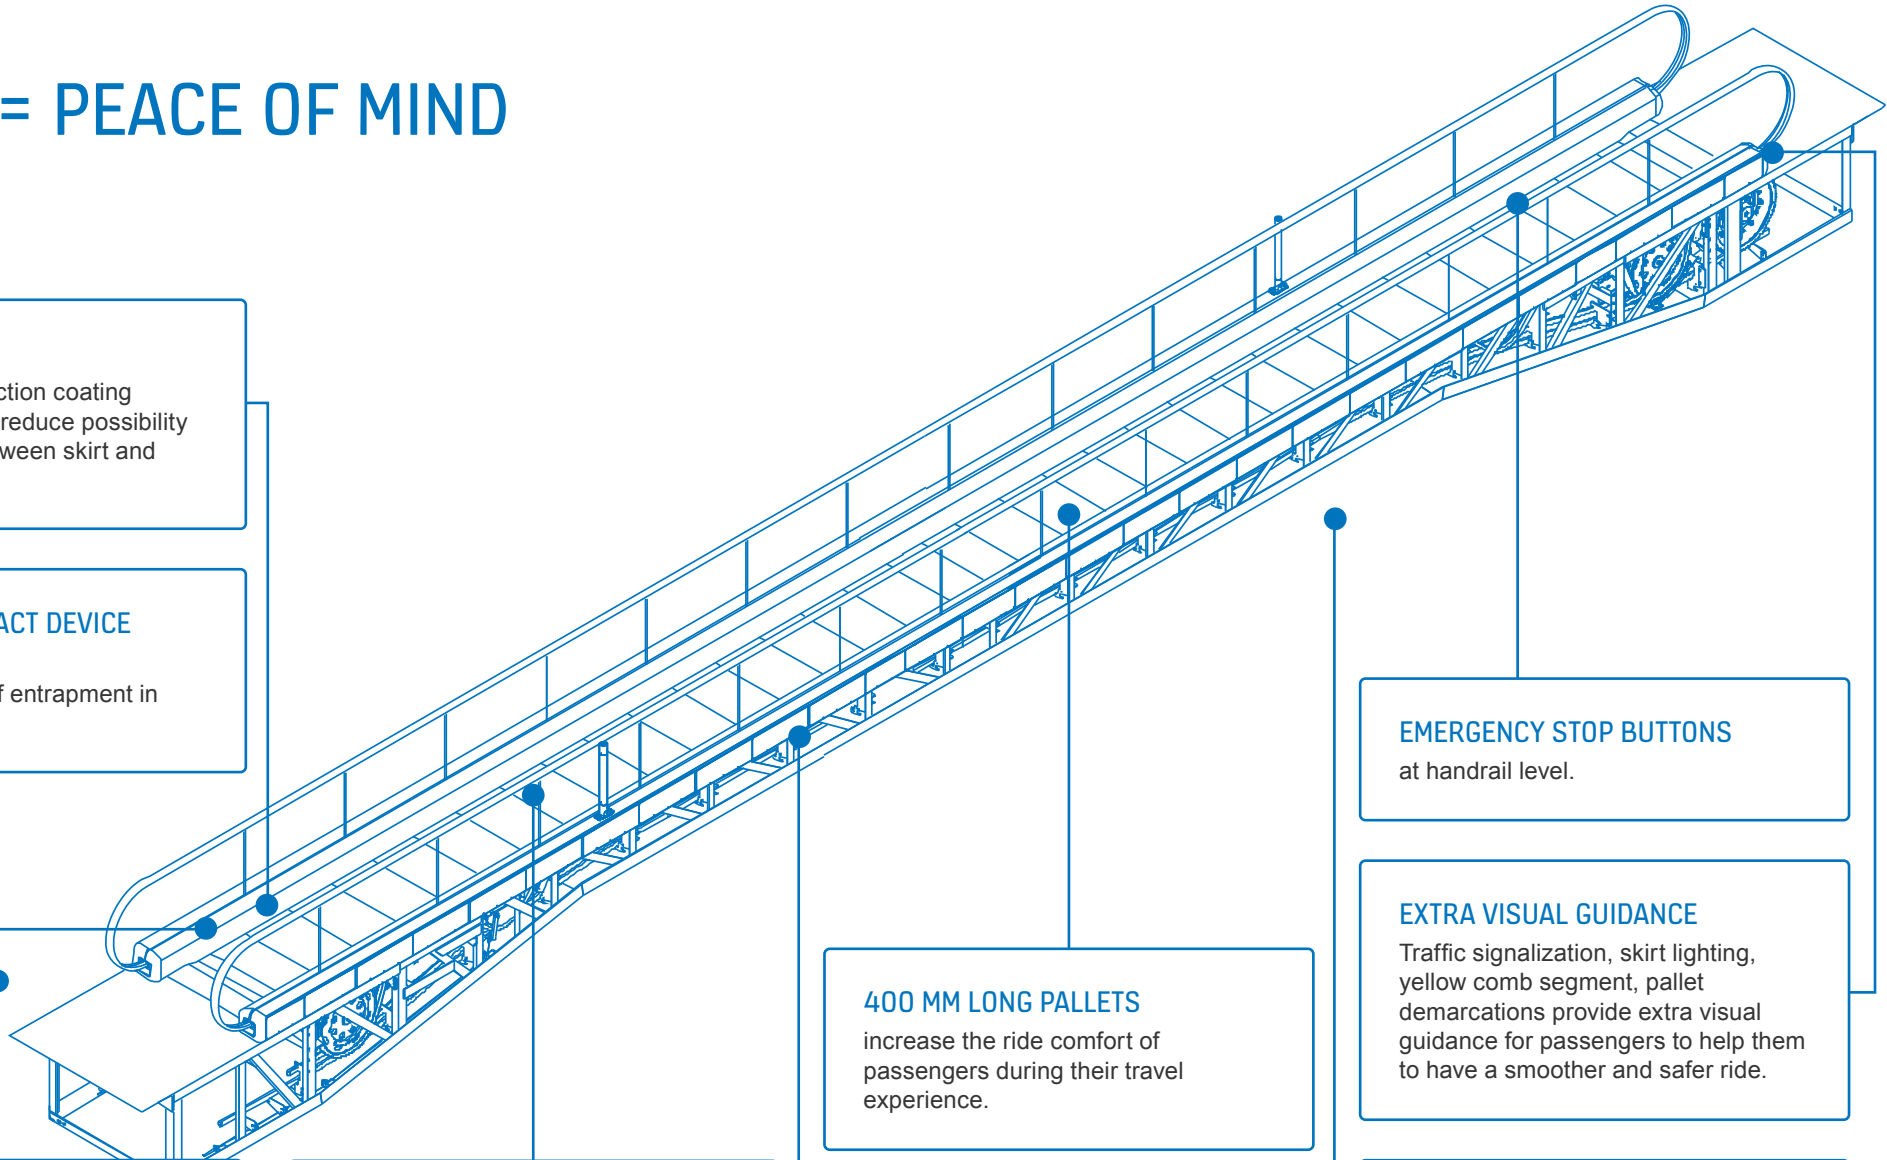 = PEACE OF MIND
ction coating
reduce possibility
ween skirt and
ACT DEVICE
f entrapment in
EMERGENCY STOP BUTTONS
at handrail level.
EXTRA VISUAL GUIDANCE
Traffic signalization, skirt lighting,
yellow comb segment, pallet
demarcations provide extra visual
guidance for passengers to help them
to have a smoother and safer ride.
400 MM LONG PALLETS
increase the ride comfort of
passengers during their travel
experience.